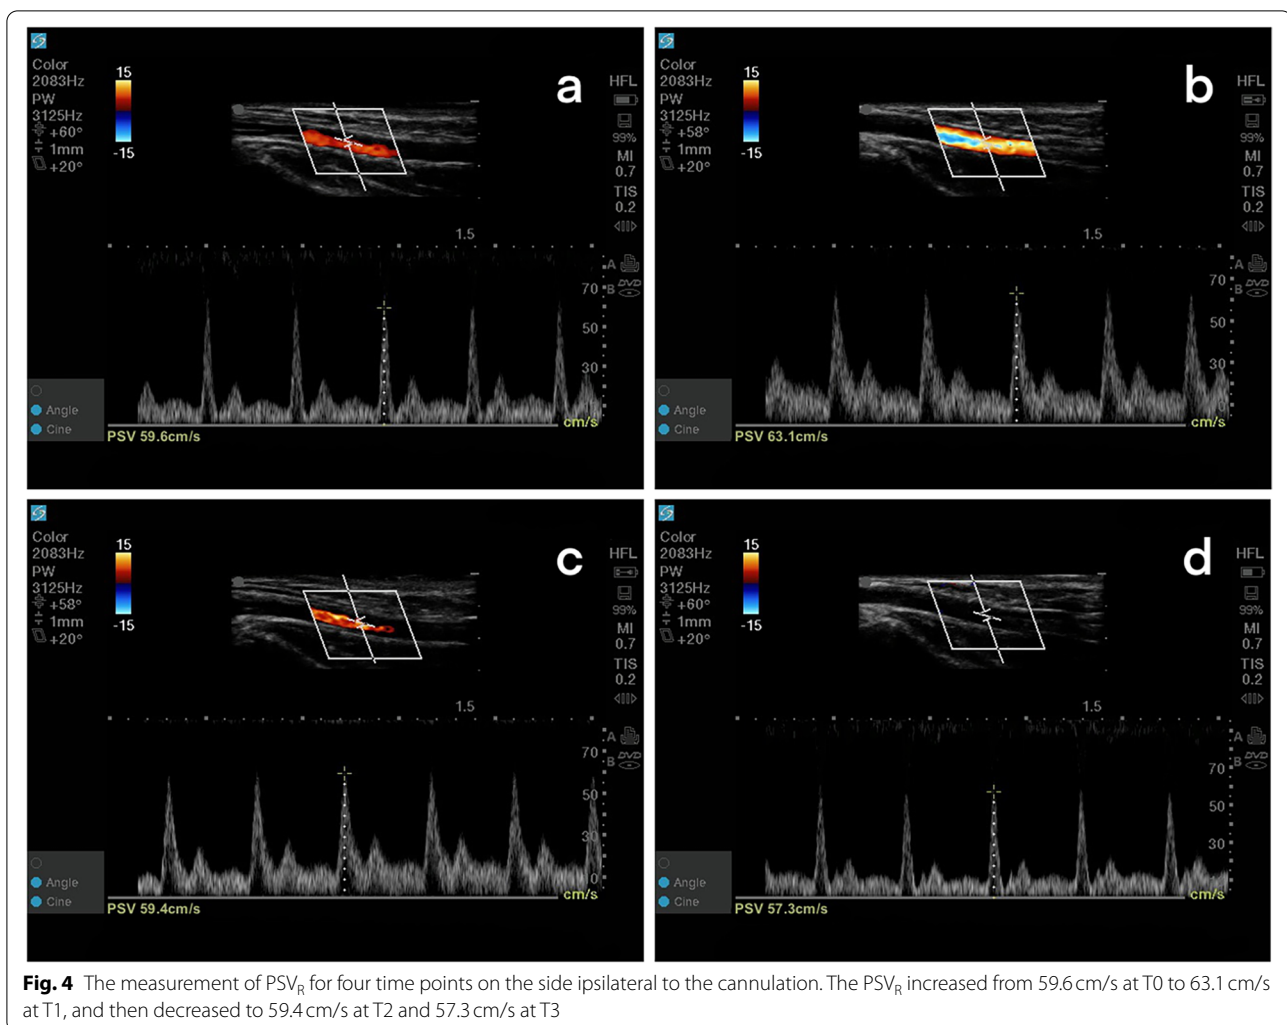 a
Color
2083Hz
PW
3125Hz
+60°
1mm
+20°
15
-15
HFL
99%
MI
0.7
TIS
0.2
1.5
A
B
DVD
70
50
30
Angle
Cine
cm/s
PSV 59.6cm/s
b
Color
2083Hz
PW
3125Hz
+58°
1mm
+20°
15
-15
HFL
99%
MI
0.7
TIS
0.2
1.5
A
B
DVD
70
50
30
Angle
Cine
cm/s
PSV 63.1cm/s
c
Color
2083Hz
PW
3125Hz
+58°
1mm
+20°
15
-15
HFL
99%
MI
0.7
TIS
0.2
1.5
A
B
DVD
70
50
30
0
Angle
Cine
cm/s
PSV 59.4cm/s
d
Color
2083Hz
PW
3125Hz
+60°
1mm
+20°
15
-15
HFL
99%
MI
0.7
TIS
0.2
1.5
A
B
DVD
70
50
30
Angle
Cine
cm/s
PSV 57.3cm/s
Fig. 4 The measurement of PSVR for four time points on the side ipsilateral to the cannulation. The PSVR increased from 59.6 cm/s at T0 to 63.1 cm/s
at T1, and then decreased to 59.4 cm/s at T2 and 57.3 cm/s at T3